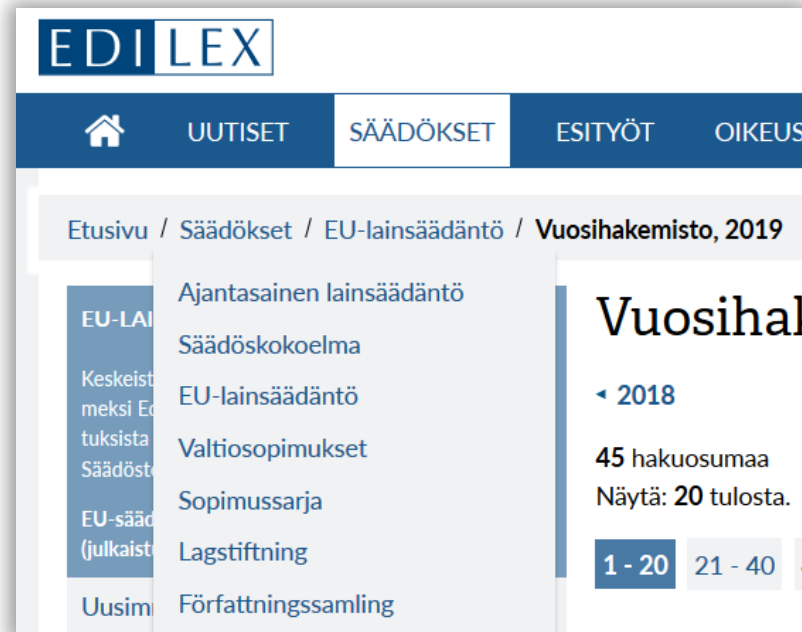 EDILEX
UUTISET SÄÄDÖKSET ESITYÖT
Etusivu / Säädökset / EU-lainsäädäntö / Vuosihakemisto, 2019
Ajantasainen lainsäädäntö
Säädöskokoelma
EU-lainsäädäntö
Valtiosopimukset
Sopimussarja
Lagstiftning
Författningssamling
◂ 2018
45 hakuosumaa
Näytä: 20 tulosta.
1 - 20 21 - 40